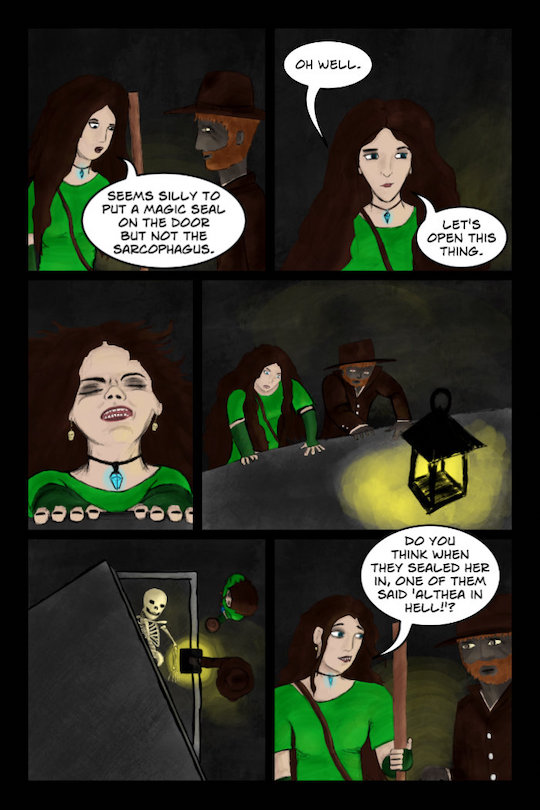 SEEMS SILLY TO
PUT A MAGIC SEAL
ON THE DOOR
BUT NOT THE
SARCOPHAGUS.
OH WELL.
LET'S
OPEN THIS
THING.
DO YOU
THINK WHEN
THEY SEALED HER
IN, ONE OF THEM
SAID 'ALTHEA IN
HELL!'?